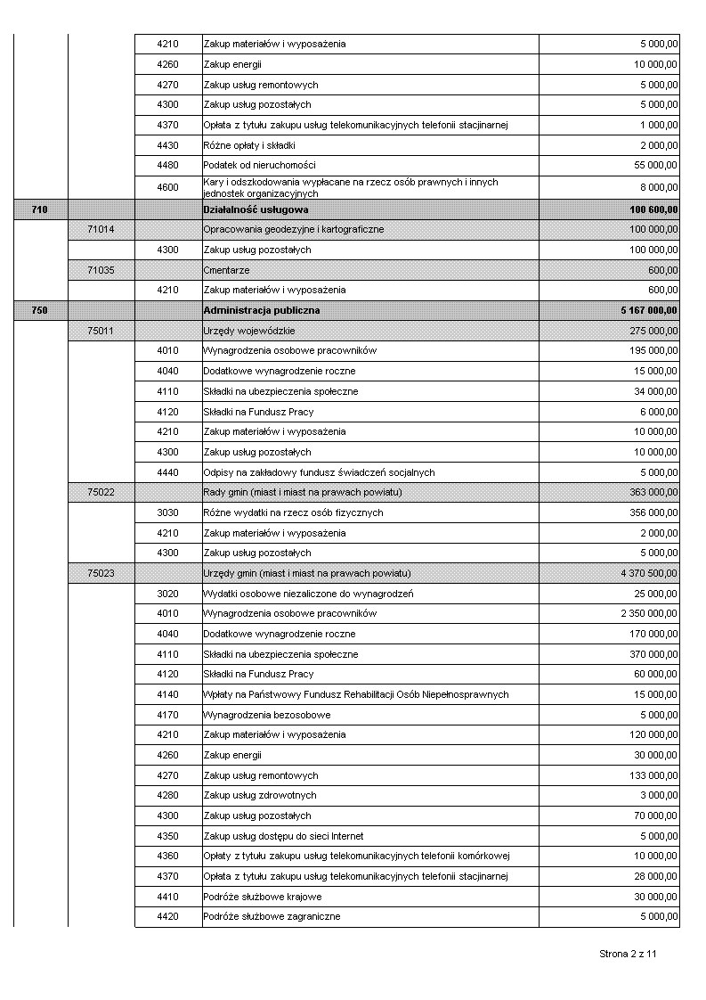 4210 Zakup materiałów i wyposażenia 5 000,00
4260 Zakup energii 10 000,00
4270 Zakup usług remontowych 5 000,00
4300 Zakup usług pozostałych 5 000,00
4370 Opłata z tytułu zakupu usług telekomunikacyjnych telefonii stacjinarnej 1 000,00
4430 Różne opłaty i składki 2 000,00
4480 Podatek od nieruchomości 55 000,00
4600 Kary i odszkodowania wypłacane na rzecz osób prawnych i innych
jednostek organizacyjnych 8 000,00
710 Działalność usługowa 100 600,00
71014 Opracowania geodezyjne i kartograficzne 100 000,00
4300 Zakup usług pozostałych 100 000,00
71035 Cmentarze 600,00
4210 Zakup materiałów i wyposażenia 600,00
750 Administracja publiczna 5 167 000,00
75011 Urzędy wojewódzkie 275 000,00
4010 Wynagrodzenia osobowe pracowników 195 000,00
4040 Dodatkowe wynagrodzenie roczne 15 000,00
4110 Składki na ubezpieczenia społeczne 34 000,00
4120 Składki na Fundusz Pracy 6 000,00
4210 Zakup materiałów i wyposażenia 10 000,00
4300 Zakup usług pozostałych 10 000,00
4440 Odpisy na zakładowy fundusz świadczeń socjalnych 5 000,00
75022 Rady gmin (miast i miast na prawach powiatu) 363 000,00
3030 Różne wydatki na rzecz osób fizycznych 356 000,00
4210 Zakup materiałów i wyposażenia 2 000,00
4300 Zakup usług pozostałych 5 000,00
75023 Urzędy gmin (miast i miast na prawach powiatu) 4 370 500,00
3020 Wydatki osobowe niezaliczone do wynagrodzeń 25 000,00
4010 Wynagrodzenia osobowe pracowników 2 350 000,00
4040 Dodatkowe wynagrodzenie roczne 170 000,00
4110 Składki na ubezpieczenia społeczne 370 000,00
4120 Składki na Fundusz Pracy 60 000,00
4140 Wpłaty na Państwowy Fundusz Rehabilitacji Osób Niepełnosprawnych 15 000,00
4170 Wynagrodzenia bezosobowe 5 000,00
4210 Zakup materiałów i wyposażenia 120 000,00
4260 Zakup energii 30 000,00
4270 Zakup usług remontowych 133 000,00
4280 Zakup usług zdrowotnych 3 000,00
4300 Zakup usług pozostałych 70 000,00
4350 Zakup usług dostępu do sieci Internet 5 000,00
4360 Opłaty z tytułu zakupu usług telekomunikacyjnych telefonii komórkowej 10 000,00
4370 Opłata z tytułu zakupu usług telekomunikacyjnych telefonii stacjinarnej 28 000,00
4410 Podróże służbowe krajowe 30 000,00
4420 Podróże służbowe zagraniczne 5 000,00
Strona 2 z 11